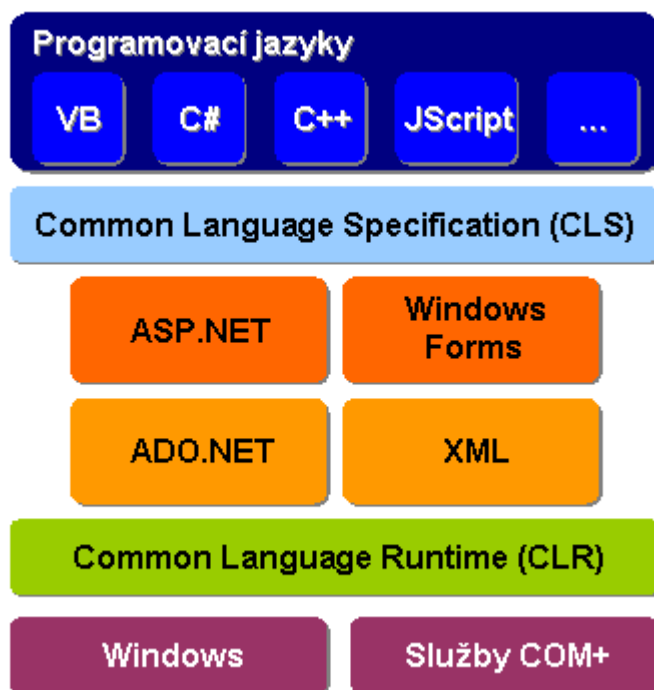 Programovací jazyky
VB C# C++ JScript ...
Common Language Specification (CLS)
ASP.NET Windows
Forms
ADO.NET XML
Common Language Runtime (CLR)
Windows Služby COM+